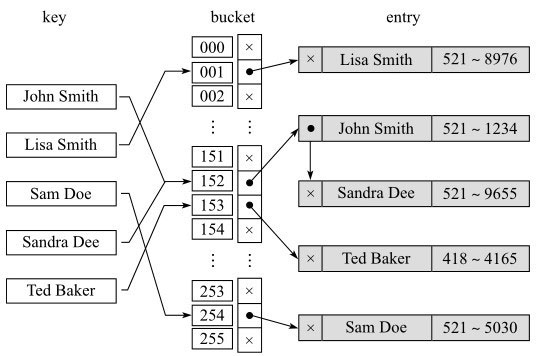 key bucket entry
000 ×
001 × Lisa Smith 521 ~ 8976
002 ×
John Smith
Lisa Smith
⋮ ⋮
John Smith 521 ~ 1234
151 ×
Sam Doe
152
× Sandra Dee 521 ~ 9655
153
154 ×
Sandra Dee
× Ted Baker 418 ~ 4165
⋮ ⋮
Ted Baker
253 ×
254
× Sam Doe 521 ~ 5030
255 ×